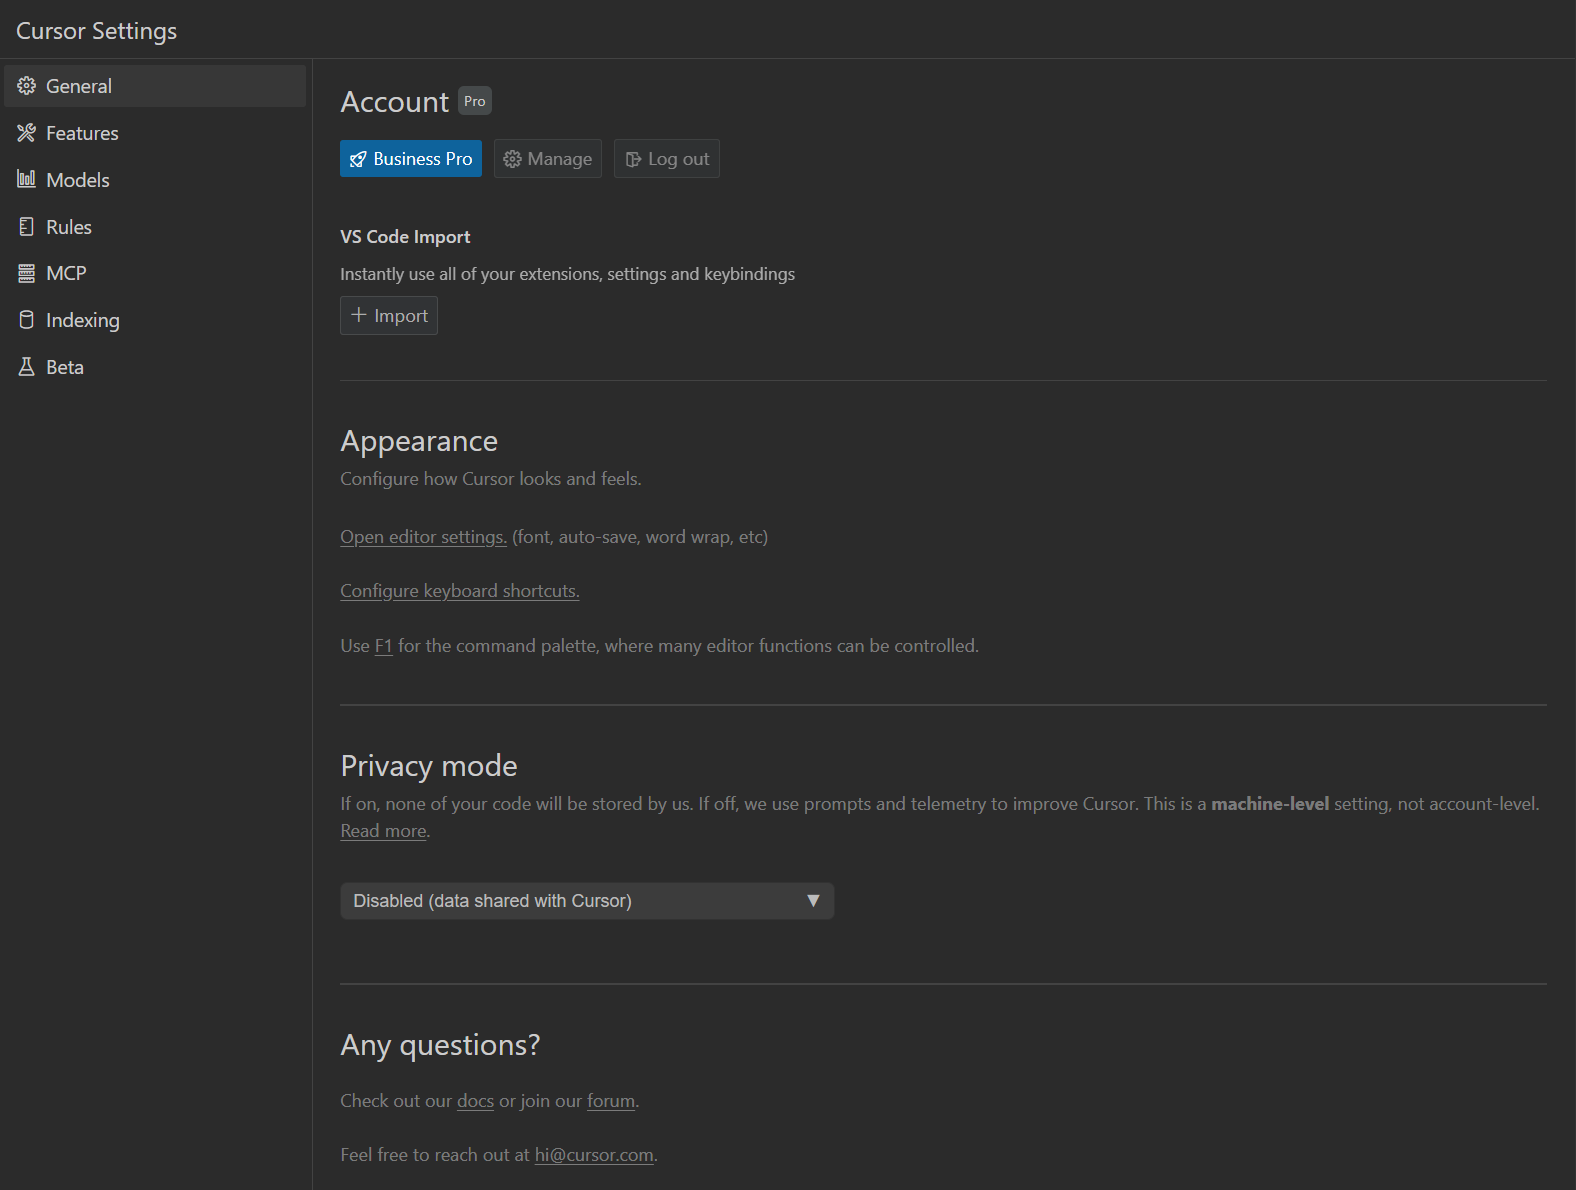 Cursor Settings
General
Features
Models
Rules
MCP
Indexing
Beta
Account Pro
Business Pro Manage Log out
VS Code Import
Instantly use all of your extensions, settings and keybindings
Import
Appearance
Configure how Cursor looks and feels.
Open editor settings. (font, auto-save, word wrap, etc)
Configure keyboard shortcuts.
Use F1 for the command palette, where many editor functions can be controlled.
Privacy mode
If on, none of your code will be stored by us. If off, we use prompts and telemetry to improve Cursor. This is a machine-level setting, not account-level.
Read more.
Disabled (data shared with Cursor)
Any questions?
Check out our docs or join our forum.
Feel free to reach out at hi@cursor.com.